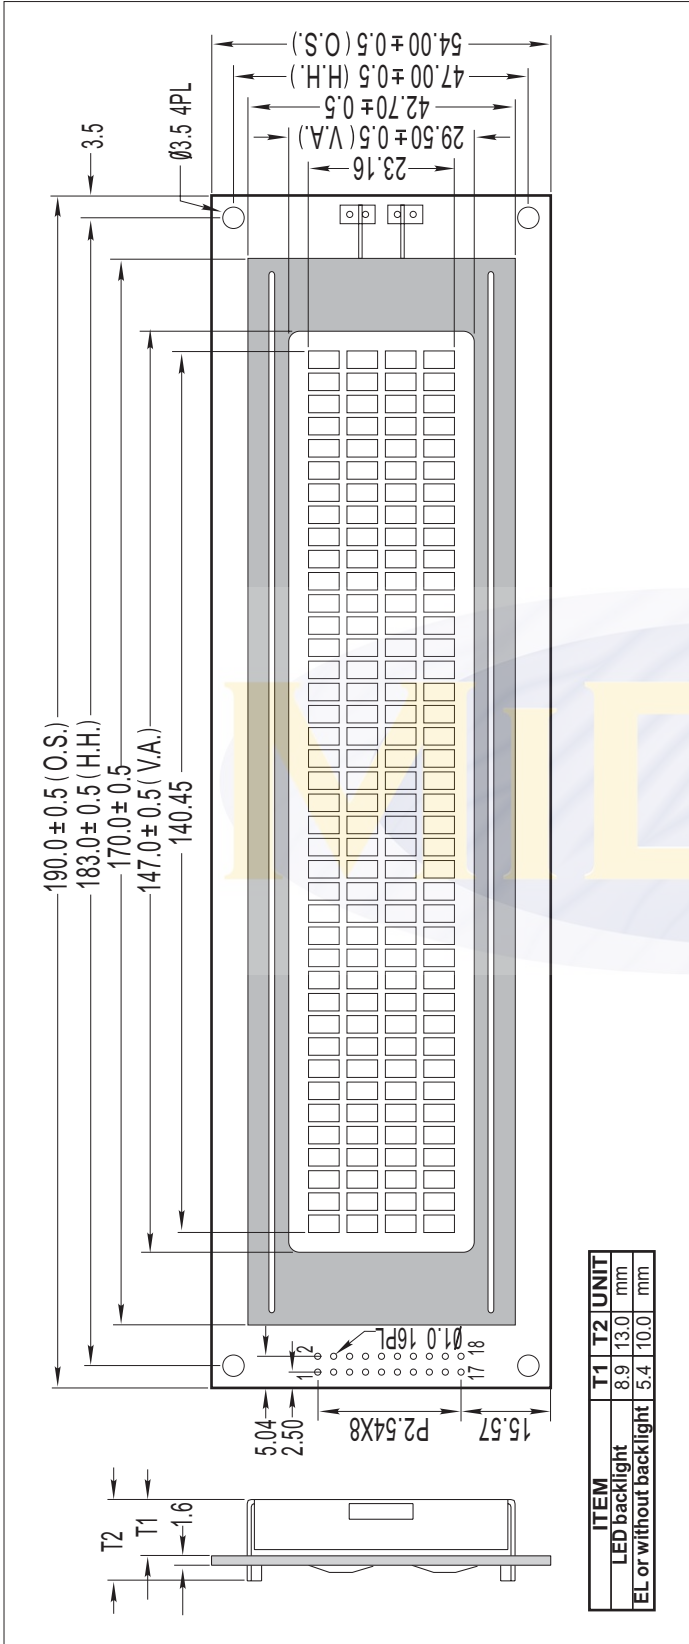 54.00 ± 0.5 ( O.S.)
47.00 ± 0.5 (H.H. )
42.70± 0.5
29.50 ± 0.5 ( V.A.)
23.16
3.5
Ø3.5 4PL
190.0 ± 0.5 ( O.S.)
183.0 ± 0.5 ( H.H.)
170.0 ± 0.5
147.0 ± 0.5 ( V.A.)
140.45
1
2
Ø1.0 16PL
17
18
5.04
2.50
P2.54X8
15.57
T2
T1
1.6
ITEM T1 T2 UNIT
LED backlight 8.9 13.0 mm
EL or without backlight 5.4 10.0 mm